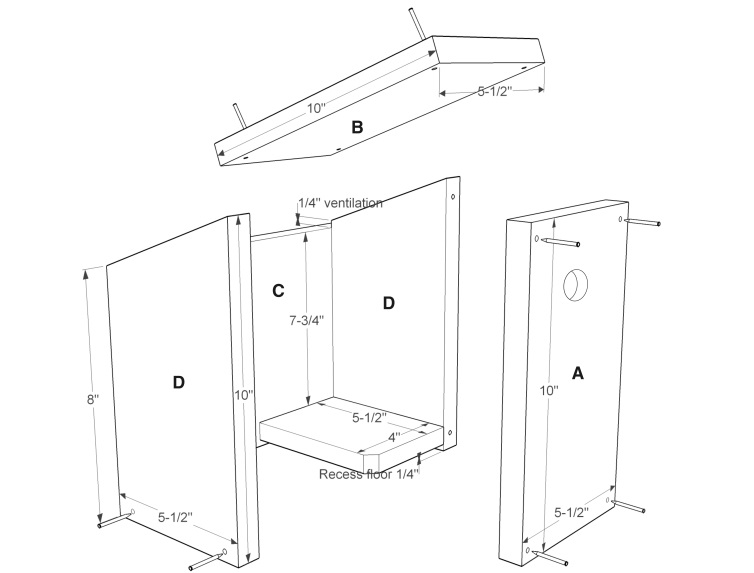 10"
5-1/2"
B
1/4" ventilation
C
7-3/4"
D
D
8"
10"
5-1/2"
4"
Recess floor 1/4"
5-1/2"
A
10"
5-1/2"